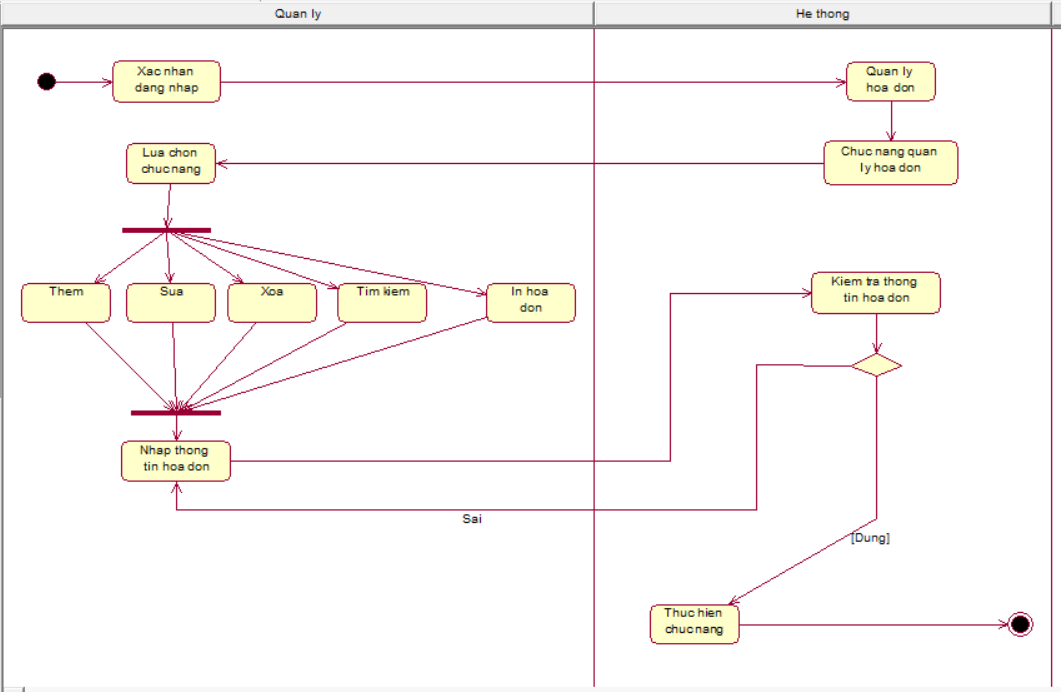 Quan ly
He thong
Xac nhan
dang nhap
Quan ly
hoa don
Lua chon
chuc nang
Chuc nang quan
ly hoa don
Them
Sua
Xoa
Tim kiem
In hoa
don
Kiem tra thong
tin hoa don
Nhap thong
tin hoa don
Sai
[Dung]
Thuc hien
chuc nang